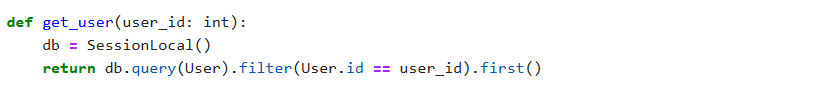 def get_user(user_id: int):
    db = SessionLocal()
    return db.query(User).filter(User.id == user_id).first()